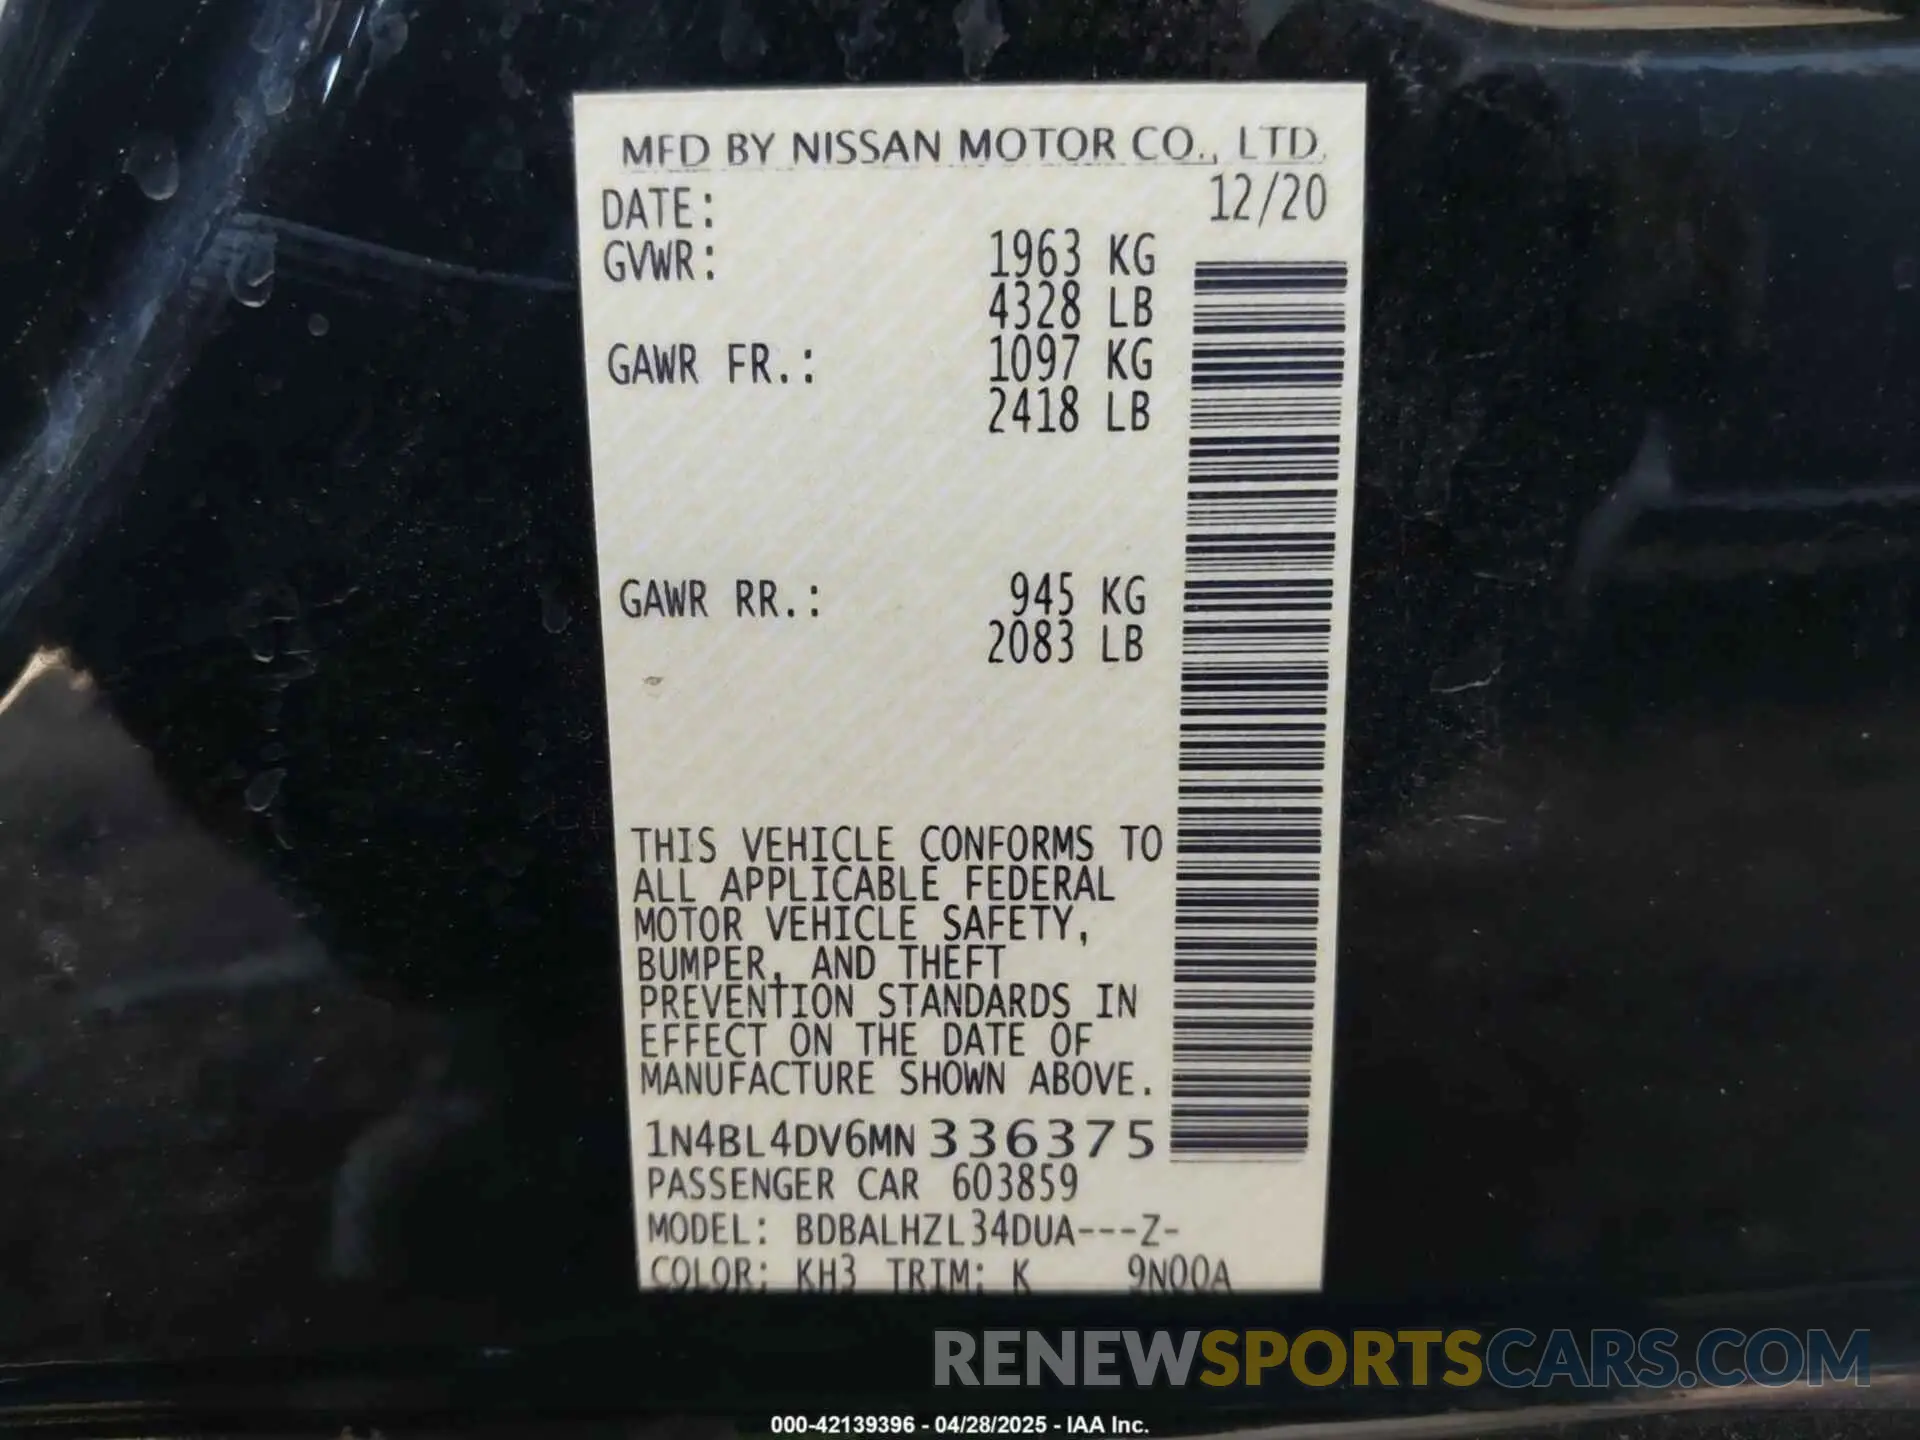 MFD BY NISSAN MOTOR CO., LTD.
DATE: 12/20
GVWR: 1963 KG
4328 LB
GAWR FR.: 1097 KG
2418 LB
GAWR RR.: 945 KG
2083 LB
THIS VEHICLE CONFORMS TO
ALL APPLICABLE FEDERAL
MOTOR VEHICLE SAFETY,
BUMPER, AND THEFT
PREVENTION STANDARDS IN
EFFECT ON THE DATE OF
MANUFACTURE SHOWN ABOVE.
1N4BL4DV6MN336375
PASSENGER CAR 603859
MODEL: BDBALHZL34DUA---Z-
COLOR: KH3 TRIM: K 9N00A
RENEWSPORTSCARS.COM
000-42139396 - 04/28/2025 - IAA Inc.